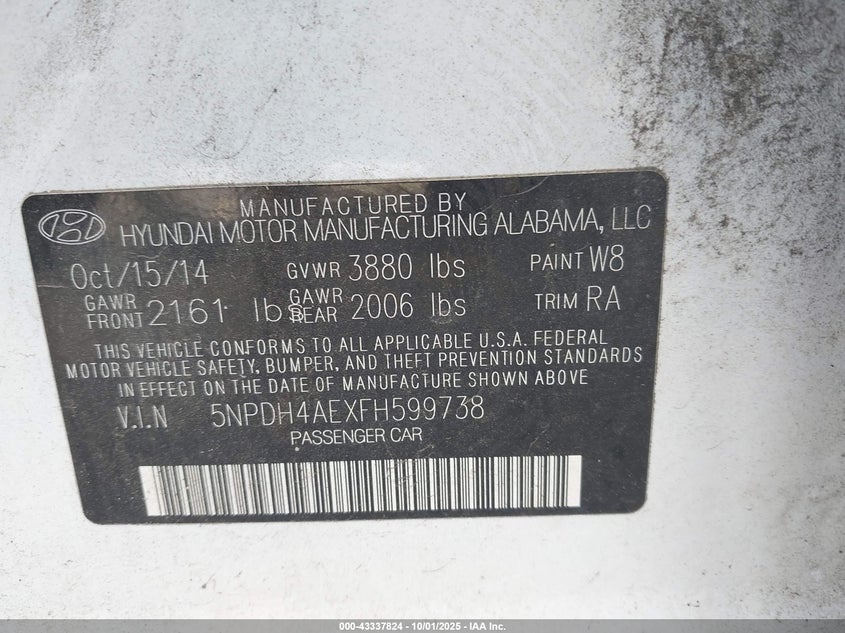 MANUFACTURED BY
HYUNDAI MOTOR MANUFACTURING ALABAMA, LLC
Oct/15/14 GVWR 3880 lbs PAINT W8
GAWR FRONT 2161 lbs GAWR REAR 2006 lbs TRIM RA
THIS VEHICLE CONFORMS TO ALL APPLICABLE U.S.A. FEDERAL
MOTOR VEHICLE SAFETY, BUMPER, AND THEFT PREVENTION STANDARDS
IN EFFECT ON THE DATE OF MANUFACTURE SHOWN ABOVE
V.I.N 5NPDH4AEXFH599738
PASSENGER CAR
000-43337824 - 10/01/2025 - IAA Inc.